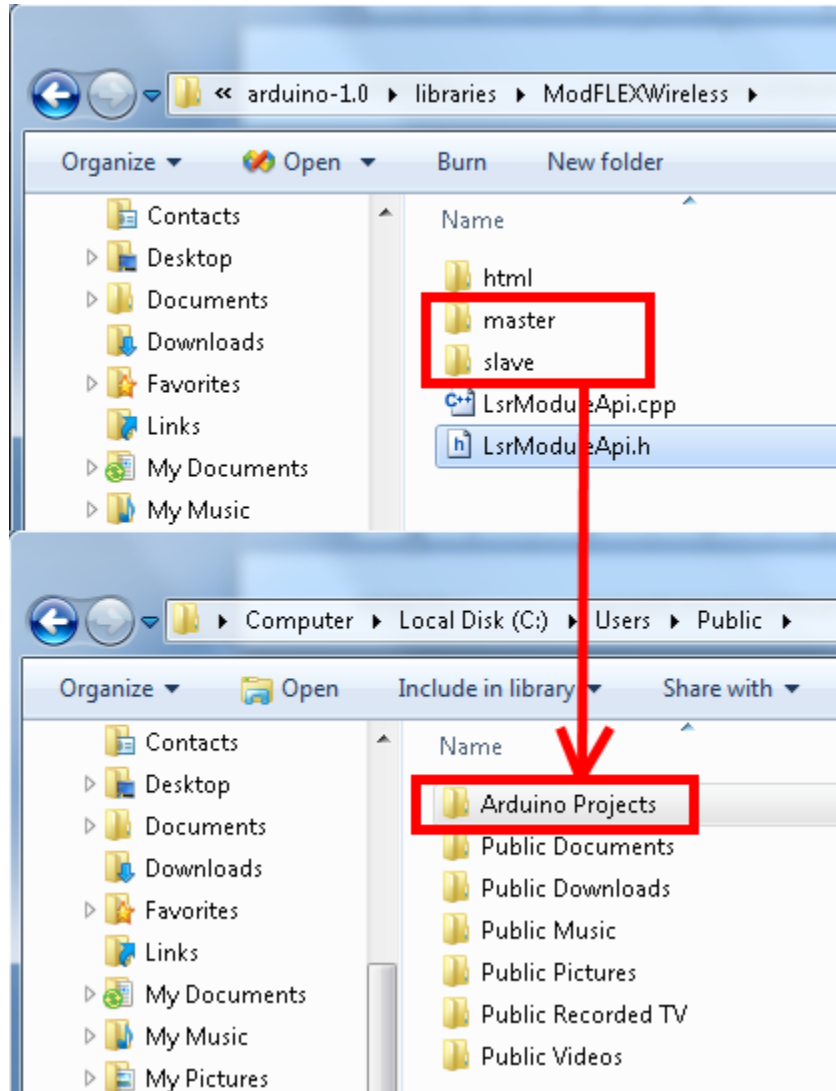 « arduino-1.0 ▸ libraries ▸ ModFLEXWireless ▸
Organize ▾ Open ▾ Burn New folder
Contacts
Desktop
Documents
Downloads
Favorites
Links
My Documents
My Music
Name
html
master
slave
LsrModuleApi.cpp
LsrModuleApi.h
▸ Computer ▸ Local Disk (C:) ▸ Users ▸ Public ▸
Organize ▾ Open Include in library ▾ Share with ▾
Contacts
Desktop
Documents
Downloads
Favorites
Links
My Documents
My Music
My Pictures
Name
Arduino Projects
Public Documents
Public Downloads
Public Music
Public Pictures
Public Recorded TV
Public Videos